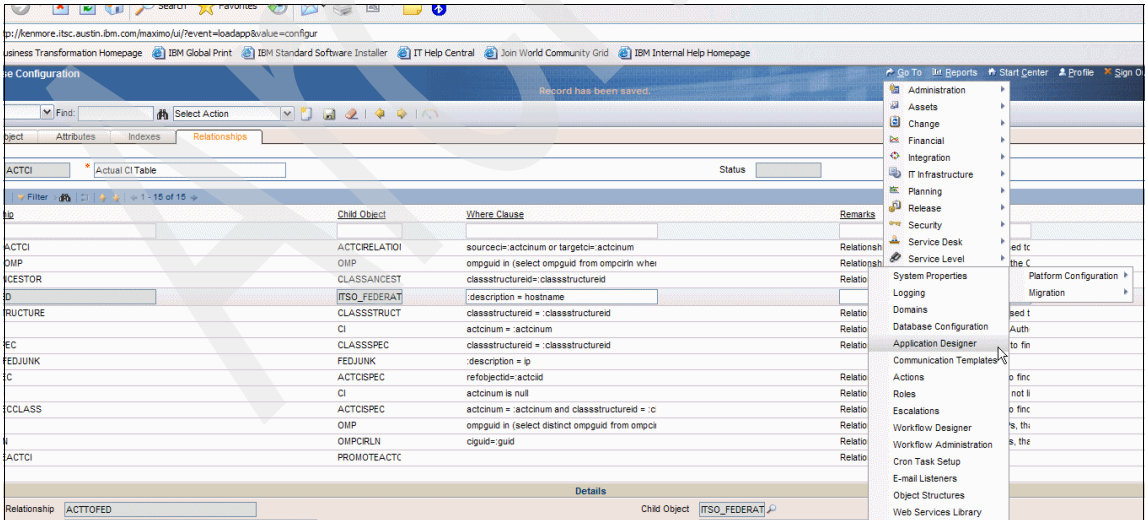 Search Favorites
tp://kenmore.itsc.austin.ibm.com/maximo/ui/?event=loadapp&value=configur
usiness Transformation Homepage IBM Global Print IBM Standard Software Installer IT Help Central Join World Community Grid IBM Internal Help Homepage
se Configuration
Record has been saved.
Go To Reports Start Center Profile Sign Ou
Find: Select Action
bject Attributes Indexes Relationships
ACTCI * Actual CI Table Status
Filter 1 - 15 of 15
ip Child Object Where Clause Remarks
ACTCI ACTCIRELATIOI sourceci=:actcinum or targetci=:actcinum Relationsh ed to
OMP OMP ompguid in (select ompguid from ompcirln wher Relationsh the C
NCESTOR CLASSANCEST classstructureid=:classstructureid
D ITSO_FEDERAT :description = hostname
RUCTURE CLASSSTRUCT classstructureid = :classstructureid Relatio sed t
CI actcinum = :actcinum Relatio Auth
EC CLASSSPEC classstructureid = :classstructureid Relatio to fin
FEDJUNK FEDJUNK :description = ip
EC ACTCISPEC refobjectid=:actciid Relatio o finc
CI actcinum is null Relatio not li
ECCLASS ACTCISPEC actcinum = :actcinum and classstructureid = :c Relatio o finc
OMP ompguid in (select distinct ompguid from ompcir Relatio s, tha
N OMPCIRLN ciguid=:guid Relatio s, tha
EACTCI PROMOTEACTC Relatio
Details
Relationship ACTTOFED Child Object ITSO_FEDERAT
Administration
Assets
Change
Financial
Integration
IT Infrastructure
Planning
Release
Security
Service Desk
Service Level
System Properties
Logging
Domains
Database Configuration
Application Designer
Communication Templates
Actions
Roles
Escalations
Workflow Designer
Workflow Administration
Cron Task Setup
E-mail Listeners
Object Structures
Web Services Library
Platform Configuration
Migration